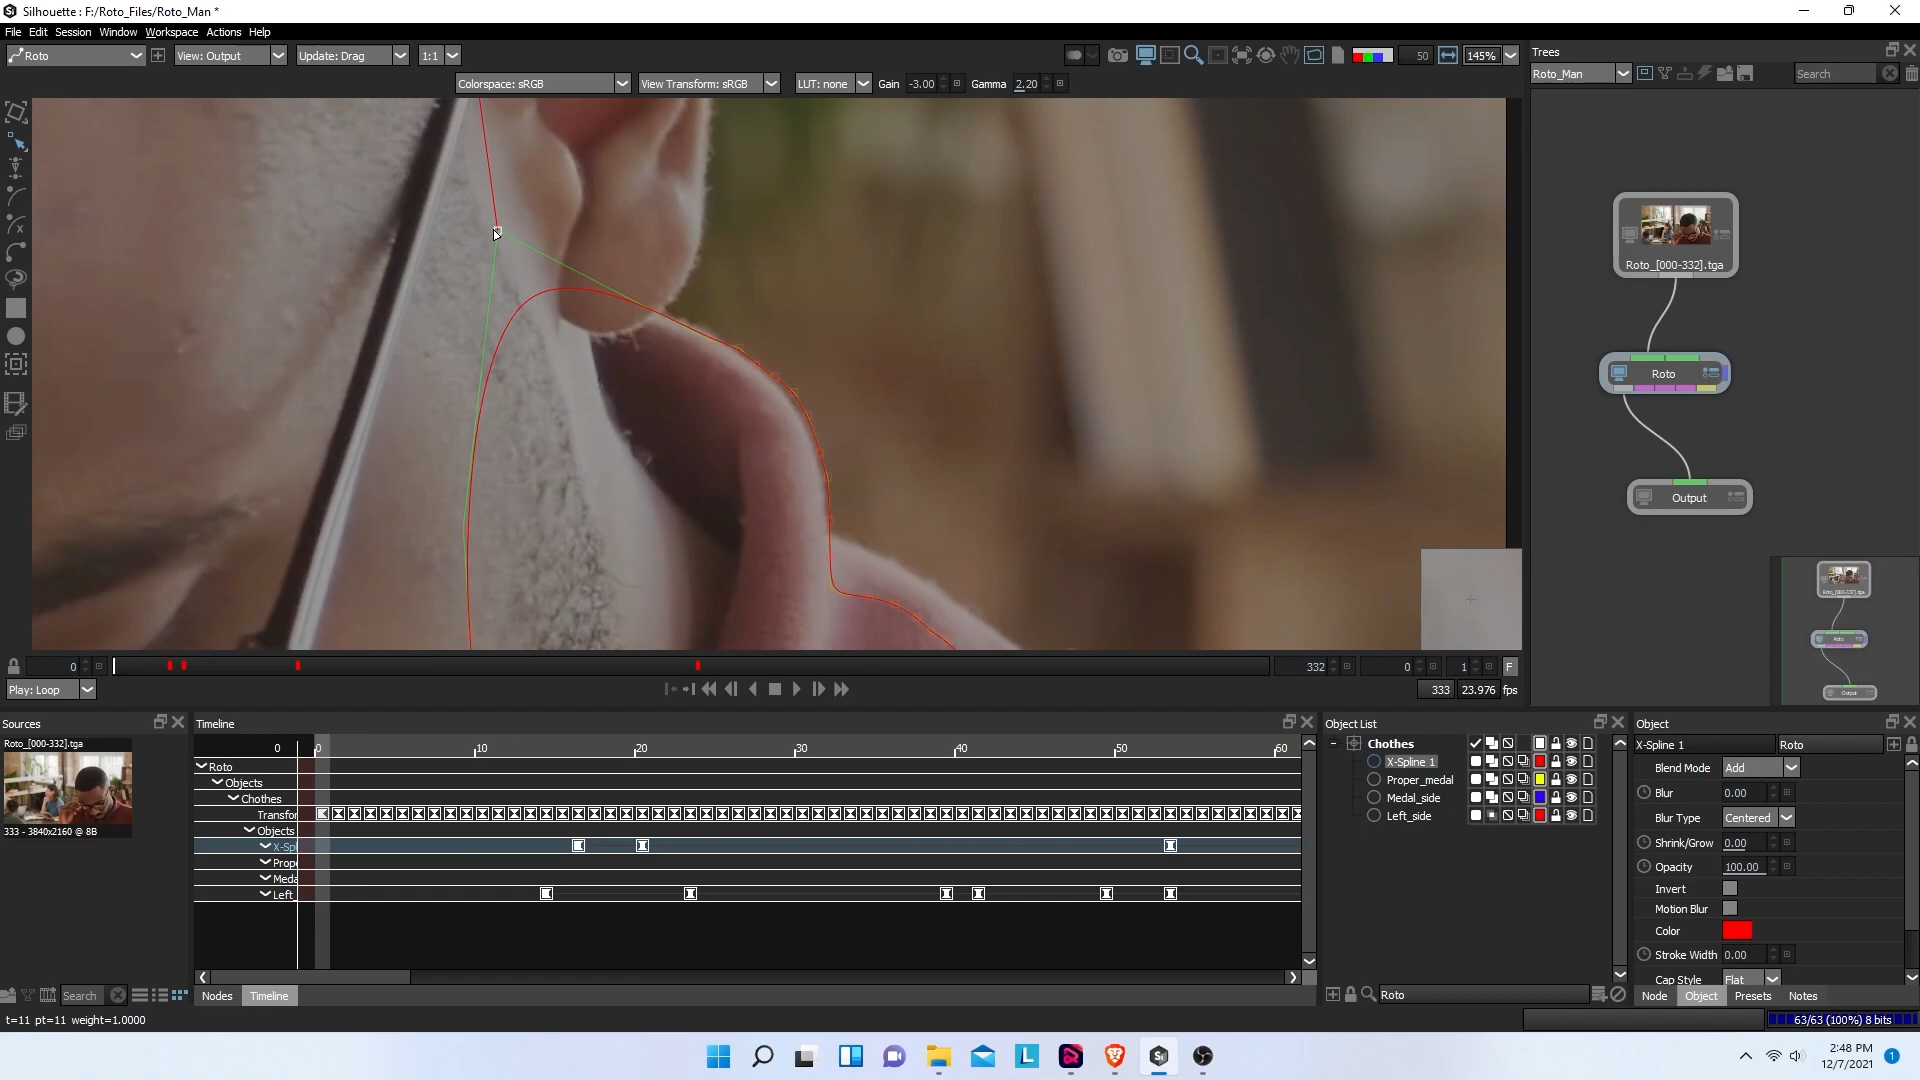 Silhouette : F:/Roto_Files/Roto_Man *
File Edit Session Window Workspace Actions Help
Roto View: Output Update: Drag 1:1 50 145%
Colorspace: sRGB View Transform: sRGB LUT: none Gain -3.00 Gamma 2.20
Trees
Roto_Man Search
Roto_[000-332].tga
Roto
Output
0 332 0 1 F
Play: Loop 333 23.976 fps
Sources
Roto_[000-332].tga
333 - 3840x2160 @ 8B
Search
Timeline
0 0 10 20 30 40 50 60
Roto
Objects
Chothes
Transfor
Objects
X-Spl
Prope
Meda
Left_
Nodes Timeline
Object List
Chothes
X-Spline 1
Proper_medal
Medal_side
Left_side
Roto
Object
X-Spline 1 Roto
Blend Mode Add
Blur 0.00
Blur Type Centered
Shrink/Grow 0.00
Opacity 100.00
Invert
Motion Blur
Color
Stroke Width 0.00
Cap Style Flat
Node Object Presets Notes
t=11 pt=11 weight=1.0000
63/63 (100%) 8 bits
2:48 PM
12/7/2021
1